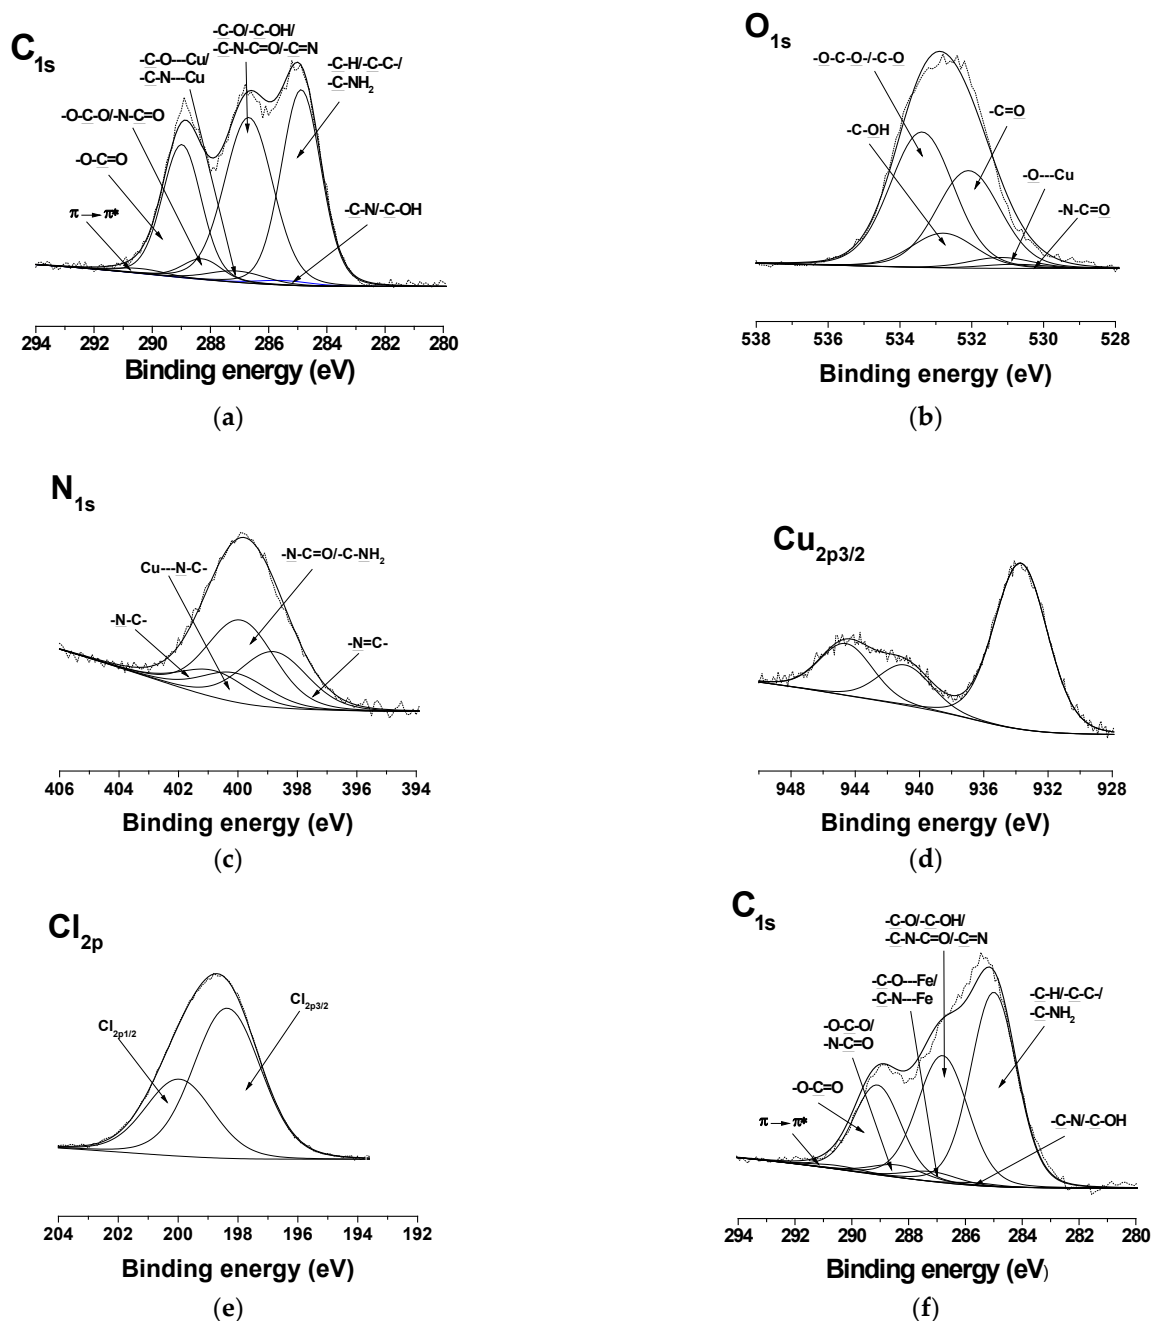 C1s
-C-O/-C-OH/
-C-N-C=O/-C=N
-C-O---Cu/
-C-N---Cu
-C-H/-C-C-/
-C-NH2
-O-C-O/-N-C=O
-O-C=O
π→π*
-C-N/-C-OH
294 292 290 288 286 284 282 280
Binding energy (eV)
(a)
O1s
-O-C-O-/-C-O
-C=O
-C-OH
-O---Cu
-N-C=O
538 536 534 532 530 528
Binding energy (eV)
(b)
N1s
-N-C=O/-C-NH2
Cu---N-C-
-N-C-
-N=C-
406 404 402 400 398 396 394
Binding energy (eV)
(c)
Cu2p3/2
948 944 940 936 932 928
Binding energy (eV)
(d)
Cl2p
Cl2p3/2
Cl2p1/2
204 202 200 198 196 194 192
Binding energy (eV)
(e)
C1s
-C-O/-C-OH/
-C-N-C=O/-C=N
-C-O---Fe/
-C-N---Fe
-C-H/-C-C-/
-C-NH2
-O-C-O/
-N-C=O
-O-C=O
π→π*
-C-N/-C-OH
294 292 290 288 286 284 282 280
Binding energy (eV)
(f)